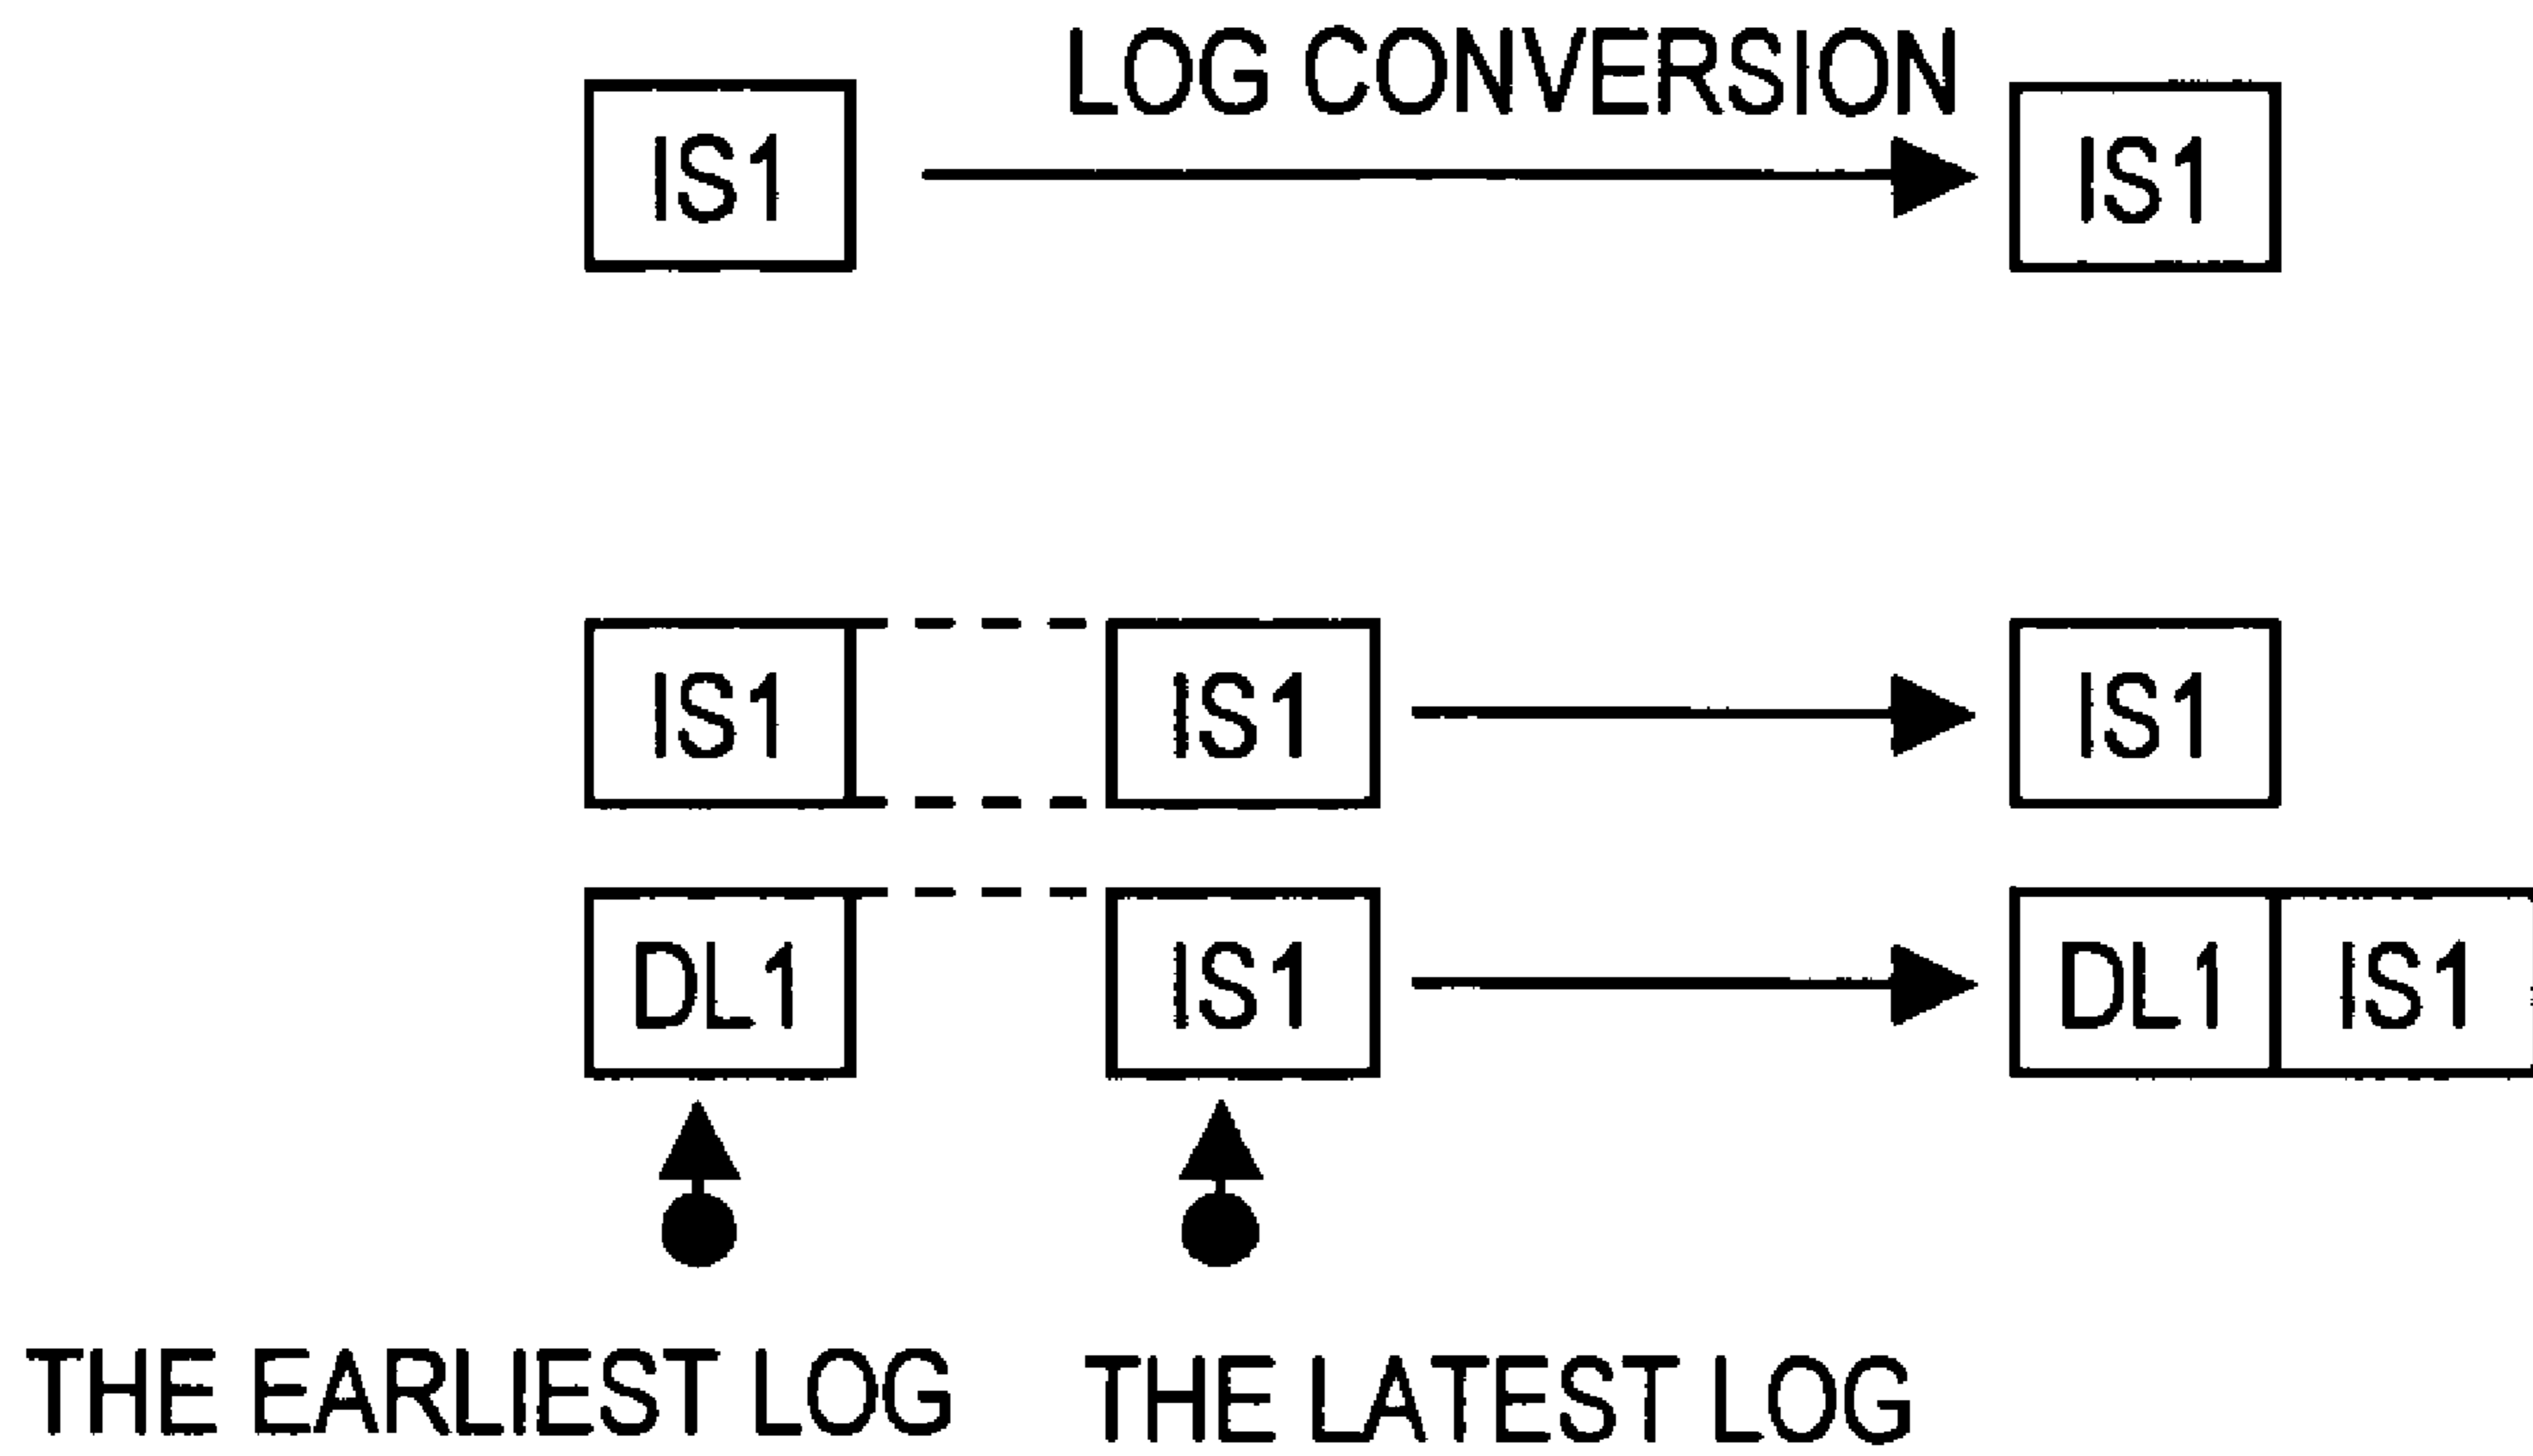 LOG CONVERSION
IS1 IS1
IS1 IS1 IS1
DL1 IS1 DL1 IS1
THE EARLIEST LOG THE LATEST LOG